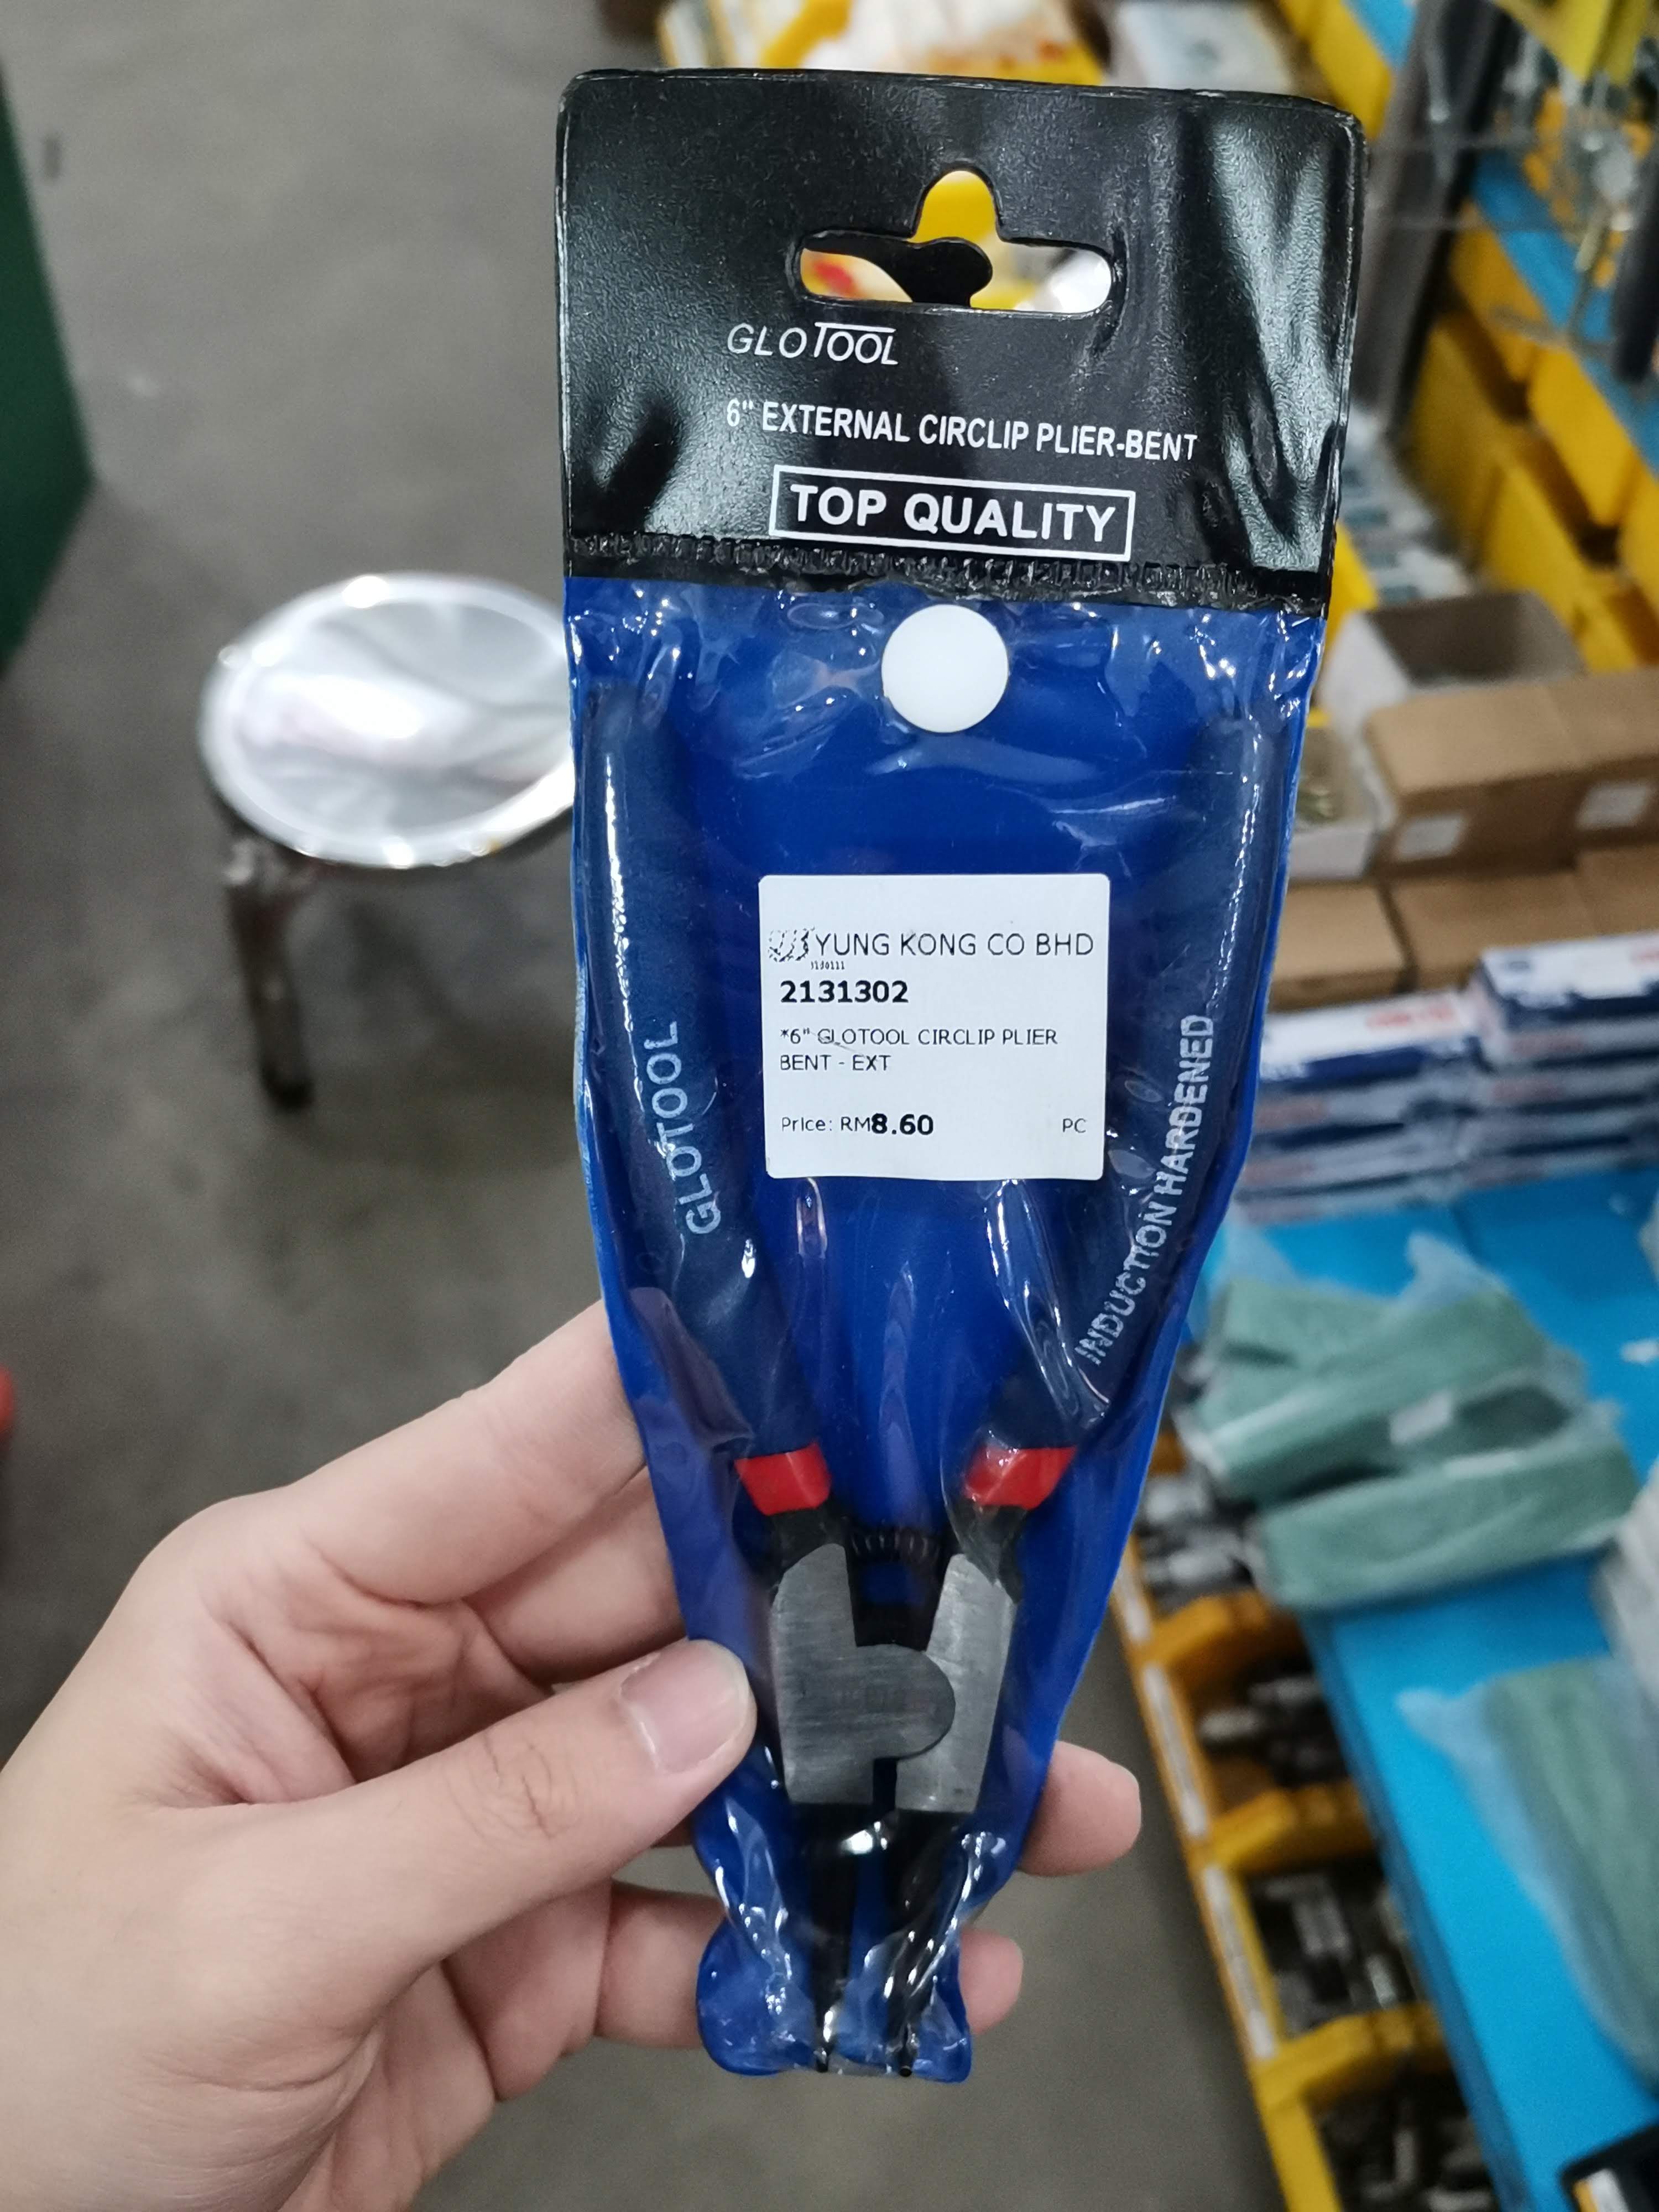 GLOTOOL
6" EXTERNAL CIRCLIP PLIER-BENT
TOP QUALITY
YUNG KONG CO BHD
2131302
*6" GLOTOOL CIRCLIP PLIER
BENT - EXT
Price: RM8.60 PC
GLOTOOL
INDUCTION HARDENED